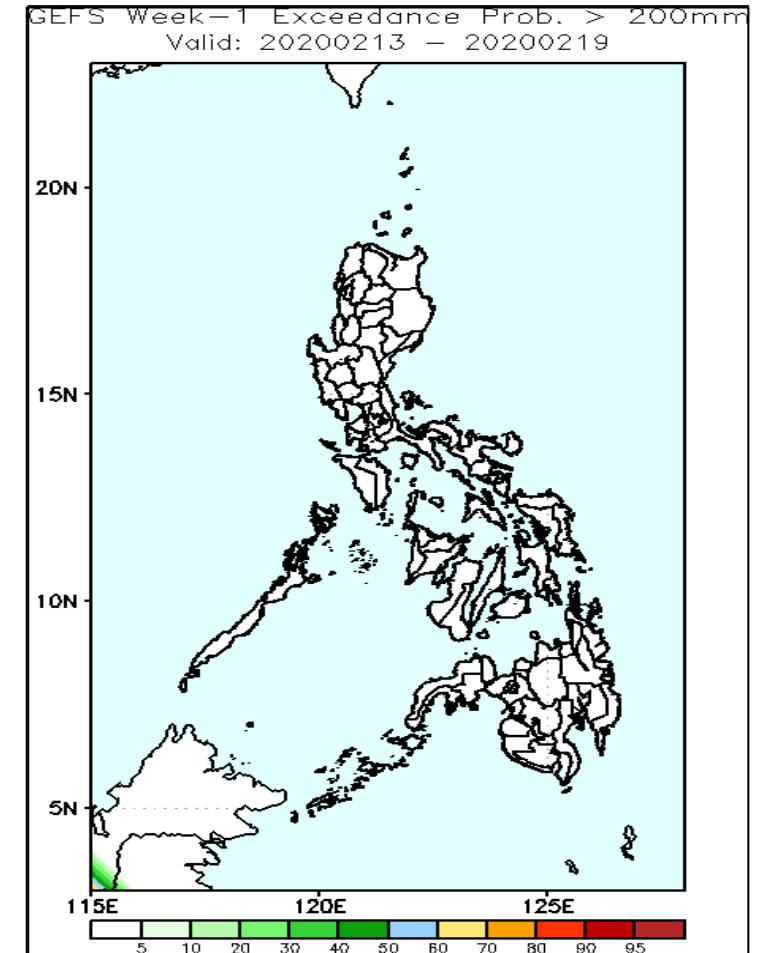 GEFS Week-1 Exceedance Prob. > 200mm
Valid: 20200213 - 20200219
20N
15N
10N
5N
115E 120E 125E
5 10 20 30 40 50 60 70 80 90 95